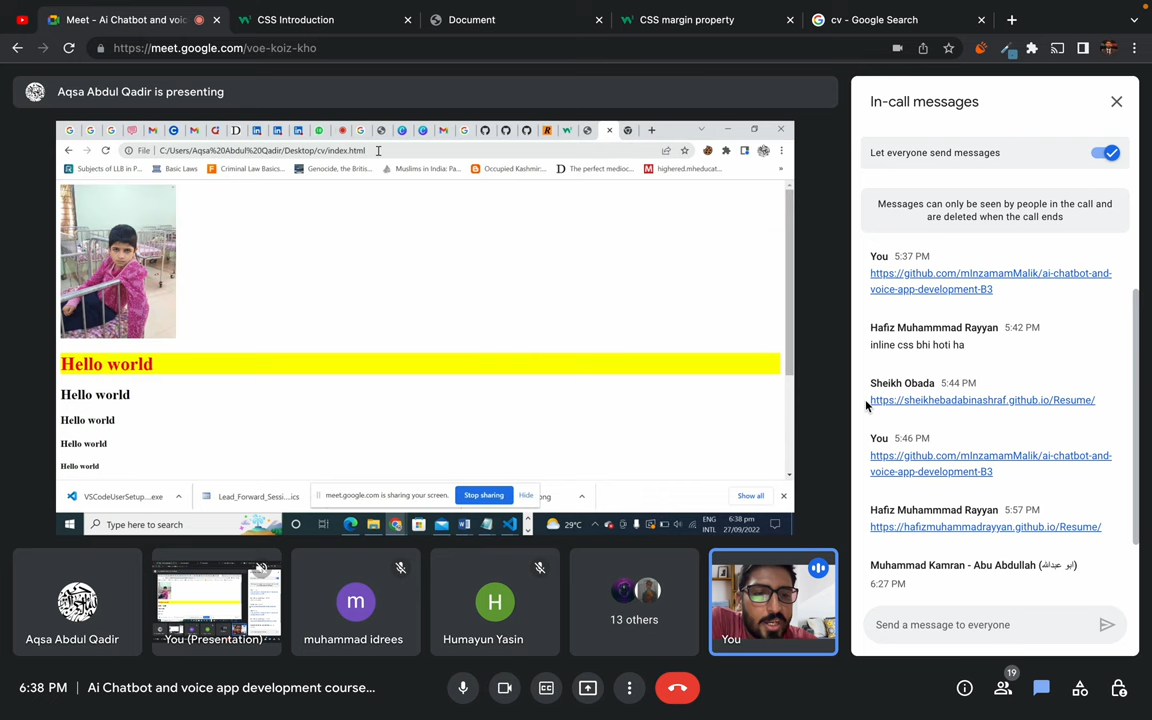 Meet - Ai Chatbot and voic
CSS Introduction
Document
CSS margin property
cv - Google Search
https://meet.google.com/voe-koiz-kho
Aqsa Abdul Qadir is presenting
File
C:/Users/Aqsa%20Abdul%20Qadir/Desktop/cv/index.html
Subjects of LLB in P...
Basic Laws
Criminal Law Basics...
Genocide, the Britis...
Muslims in India: Pa...
Occupied Kashmir:...
The perfect medioc...
highered.mheducat...
Hello world
Hello world
Hello world
Hello world
Hello world
VSCodeUserSetup....exe
Lead_Forward_Sessi....ics
meet.google.com is sharing your screen.
Stop sharing
Hide
Show all
Type here to search
29°C
ENG
6:38 pm
INTL
27/09/2022
Aqsa Abdul Qadir
You (Presentation)
muhammad idrees
m
Humayun Yasin
H
13 others
You
In-call messages
Let everyone send messages
Messages can only be seen by people in the call and
are deleted when the call ends
You 5:37 PM
https://github.com/mInzamamMalik/ai-chatbot-and-
voice-app-development-B3
Hafiz Muhammmad Rayyan 5:42 PM
inline css bhi hoti ha
Sheikh Obada 5:44 PM
https://sheikhebadabinashraf.github.io/Resume/
You 5:46 PM
https://github.com/mInzamamMalik/ai-chatbot-and-
voice-app-development-B3
Hafiz Muhammmad Rayyan 5:57 PM
https://hafizmuhammadrayyan.github.io/Resume/
Muhammad Kamran - Abu Abdullah (ابو عبدالله)
6:27 PM
Send a message to everyone
6:38 PM
Ai Chatbot and voice app development course...
19